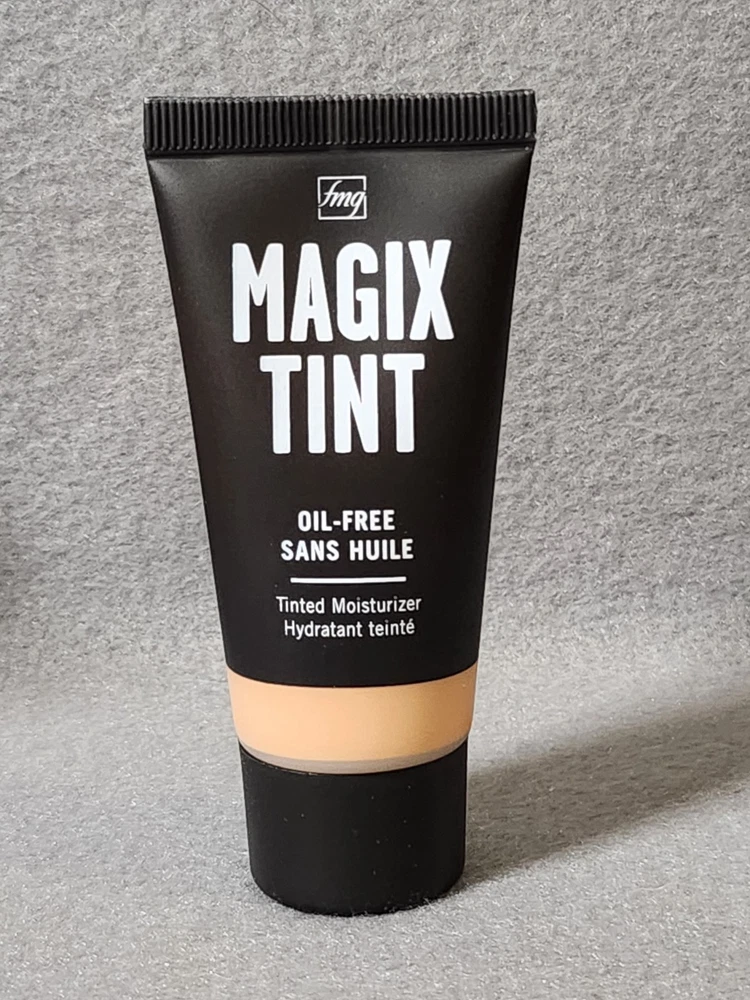 fmg
MAGIX
TINT
OIL-FREE
SANS HUILE
Tinted Moisturizer
Hydratant teinté